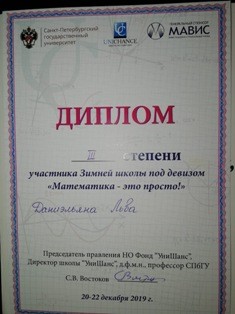 Санкт-Петербургский
государственный
университет
UNICHANCE
МАВИС
ДИПЛОМ
III степени
участника Зимней школы под девизом
«Математика - это просто!»
Даниэльяна Льва
Председатель правления НО Фонд "УниШанс",
Директор школы "УниШанс", д.ф.м.н., профессор СПбГУ
С.В. Востоков
20-22 декабря 2019 г.